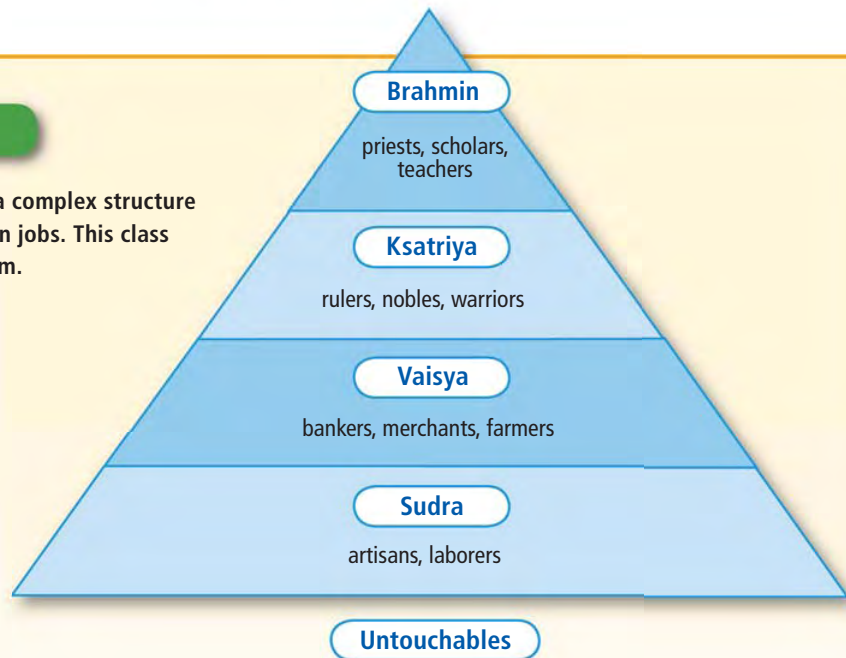 a complex structure
n jobs. This class
m.
Brahmin
priests, scholars,
teachers
Ksatriya
rulers, nobles, warriors
Vaisya
bankers, merchants, farmers
Sudra
artisans, laborers
Untouchables